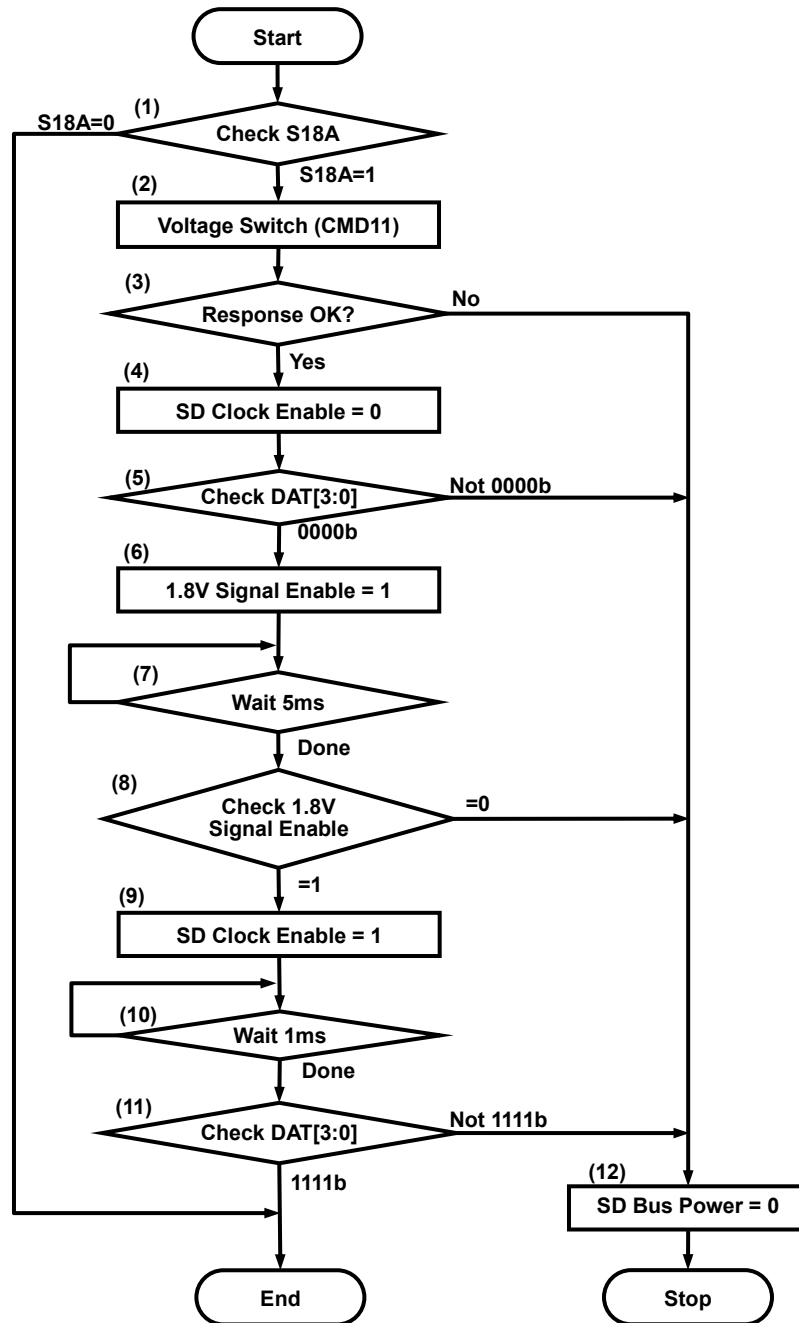 Start
(1)
S18A=0
Check S18A
S18A=1
(2)
Voltage Switch (CMD11)
(3)
No
Response OK?
Yes
(4)
SD Clock Enable = 0
(5)
Not 0000b
Check DAT[3:0]
0000b
(6)
1.8V Signal Enable = 1
(7)
Wait 5ms
Done
(8)
Check 1.8V
Signal Enable
=0
=1
(9)
SD Clock Enable = 1
(10)
Wait 1ms
Done
(11)
Not 1111b
Check DAT[3:0]
1111b
(12)
SD Bus Power = 0
End
Stop